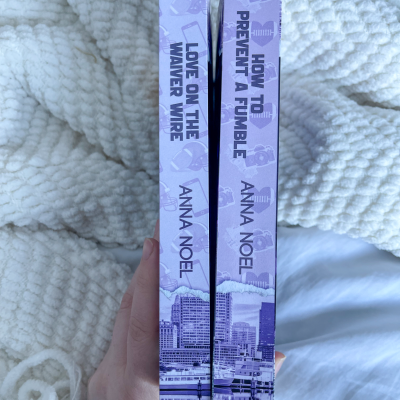 LOVE ON THE
WAIVER WIRE
ANNA NOEL
HOW TO
PREVENT A FUMBLE
ANNA NOEL